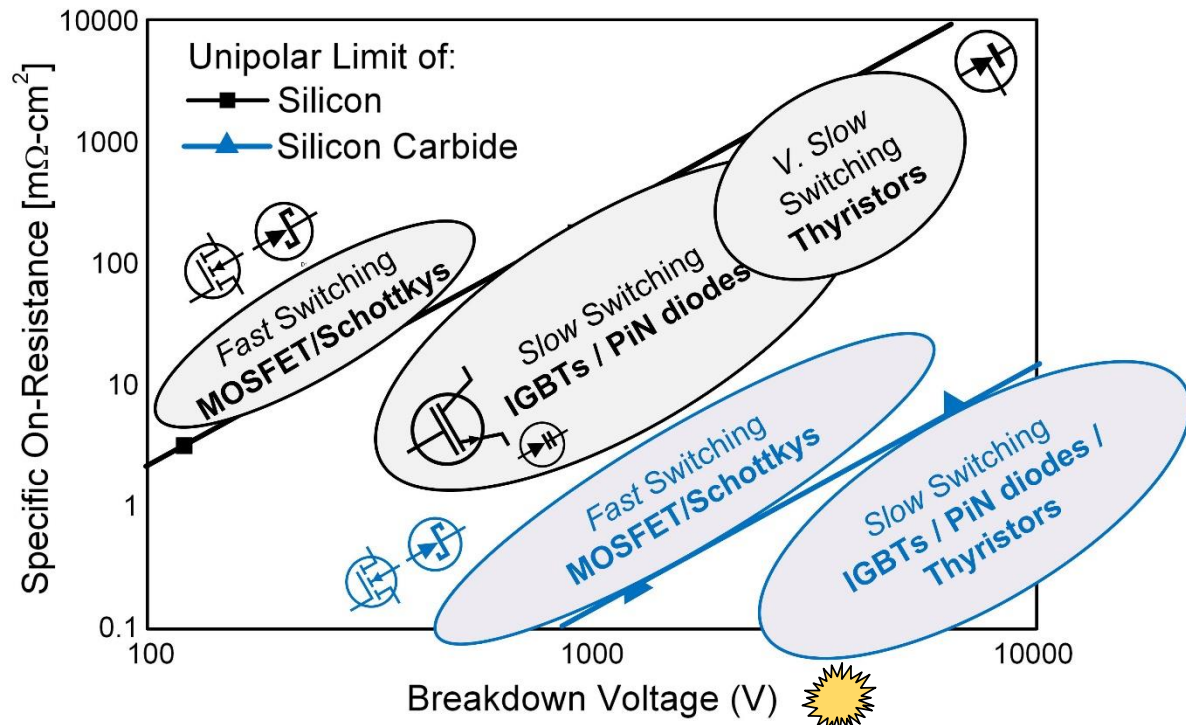 10000
1000
100
10
1
0.1
Specific On-Resistance [mΩ-cm²]
Unipolar Limit of:
Silicon
Silicon Carbide
Fast Switching
MOSFET/Schottkys
Slow Switching
IGBTs / PiN diodes
V. Slow
Switching
Thyristors
Fast Switching
MOSFET/Schottkys
Slow Switching
IGBTs / PiN diodes /
Thyristors
100
1000
10000
Breakdown Voltage (V)